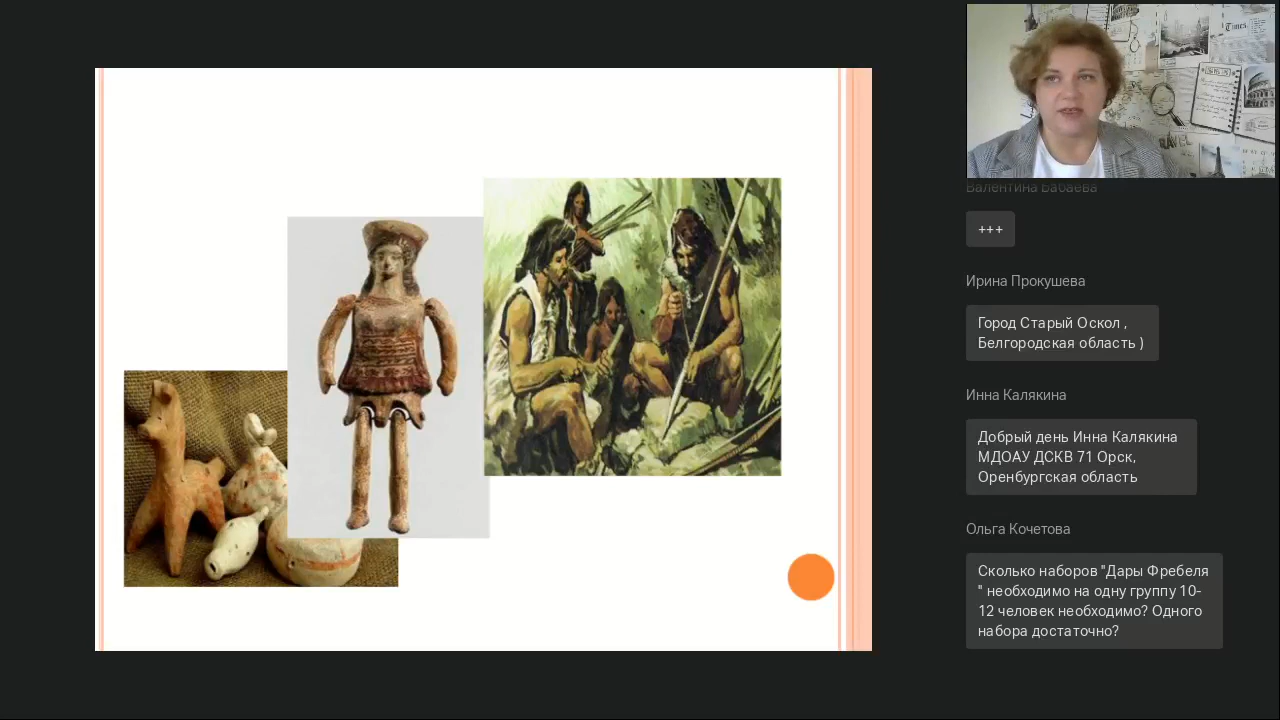 Валентина Бабаева
+++
Ирина Прокушева
Город Старый Оскол ,
Белгородская область )
Инна Калякина
Добрый день Инна Калякина
МДОАУ ДСКВ 71 Орск,
Оренбургская область
Ольга Кочетова
Сколько наборов "Дары Фребеля
" необходимо на одну группу 10-
12 человек необходимо? Одного
набора достаточно?
Times